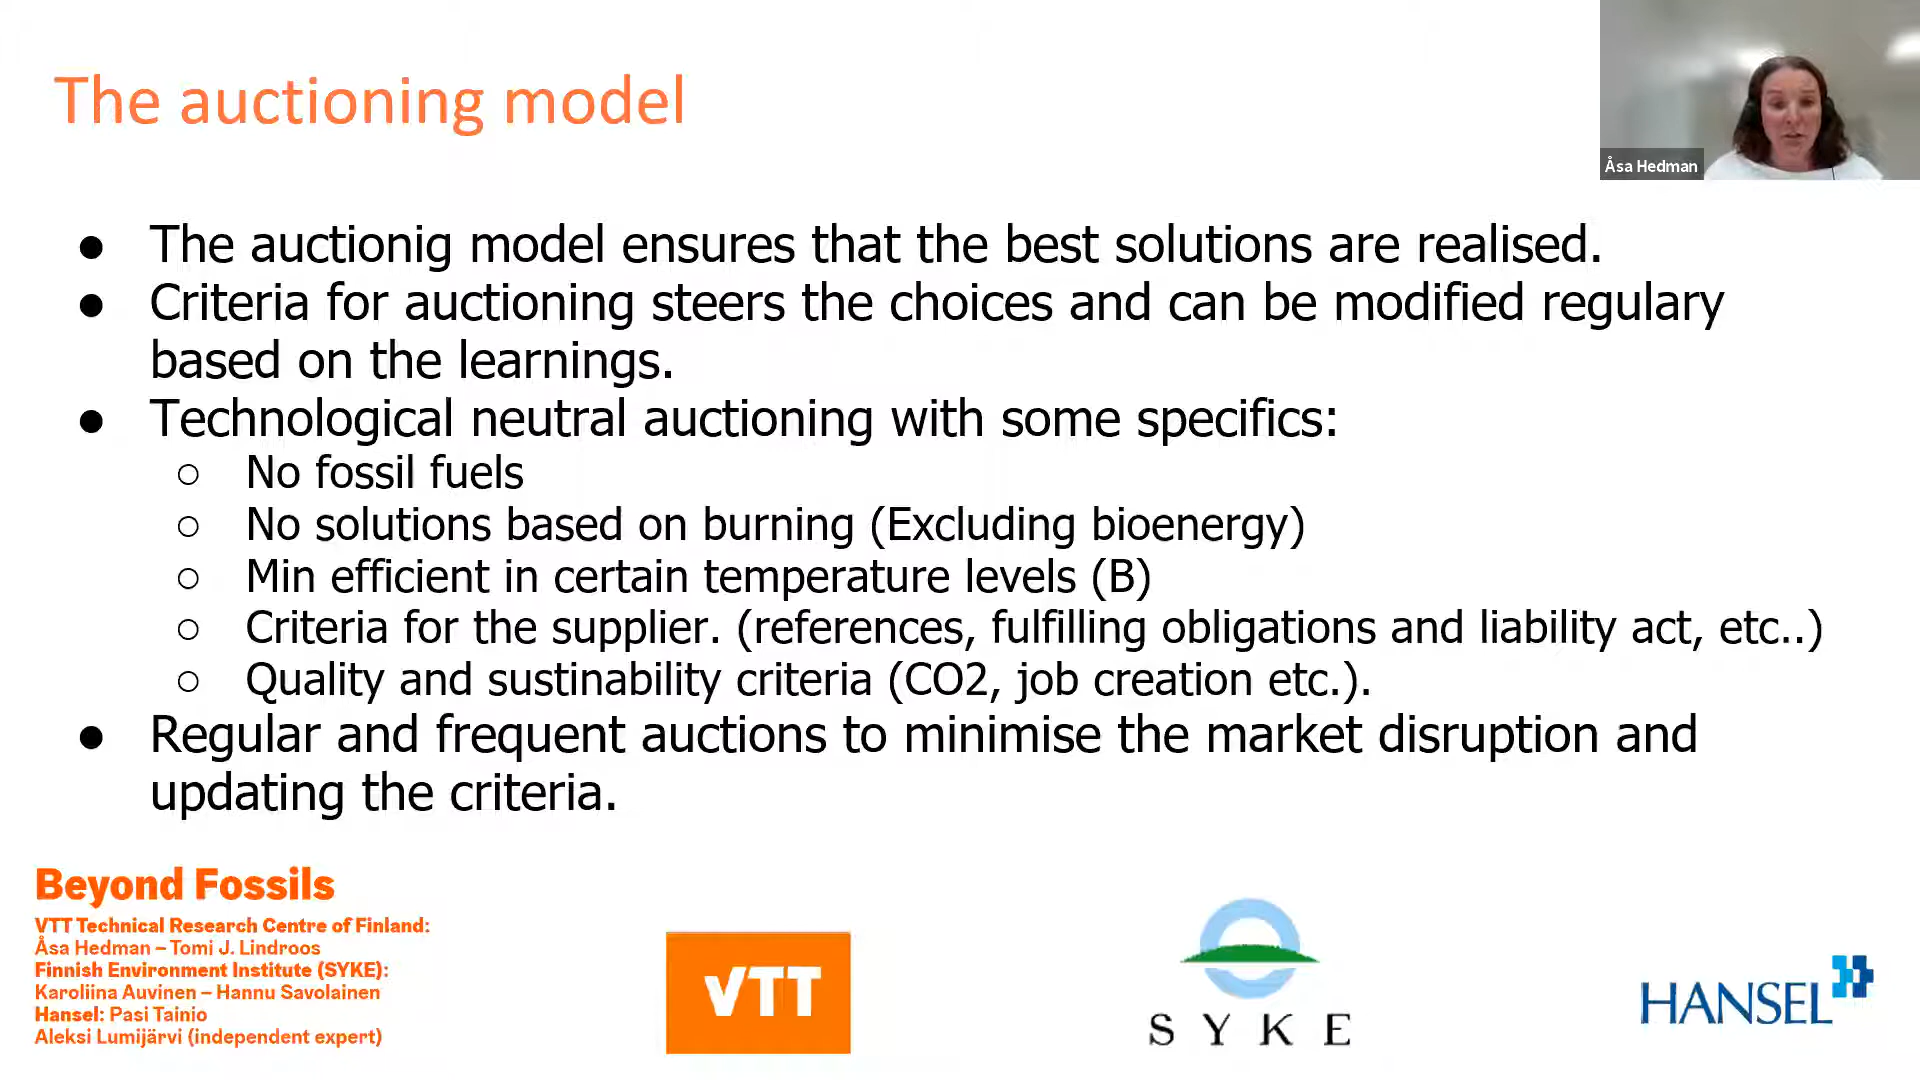 The auctioning model
Åsa Hedman
● The auctionig model ensures that the best solutions are realised.
● Criteria for auctioning steers the choices and can be modified regulary
based on the learnings.
● Technological neutral auctioning with some specifics:
○ No fossil fuels
○ No solutions based on burning (Excluding bioenergy)
○ Min efficient in certain temperature levels (B)
○ Criteria for the supplier. (references, fulfilling obligations and liability act, etc..)
○ Quality and sustinability criteria (CO2, job creation etc.).
● Regular and frequent auctions to minimise the market disruption and
updating the criteria.
Beyond Fossils
VTT Technical Research Centre of Finland:
Åsa Hedman – Tomi J. Lindroos
Finnish Environment Institute (SYKE):
Karoliina Auvinen – Hannu Savolainen
Hansel: Pasi Tainio
Aleksi Lumijärvi (independent expert)
VTT
SYKE
HANSEL